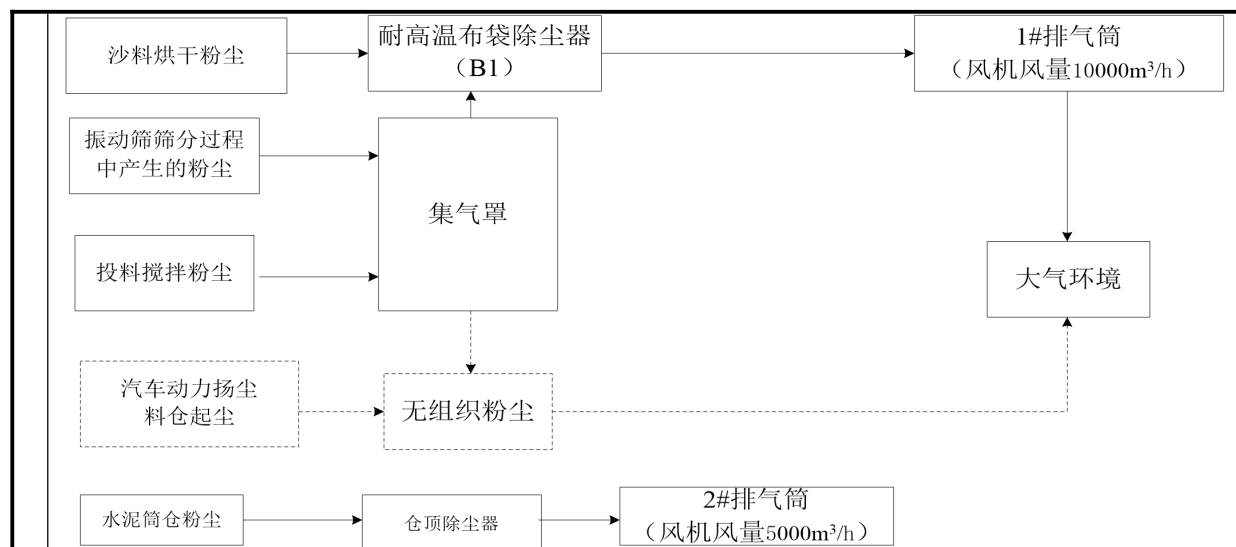 沙料烘干粉尘
耐高温布袋除尘器
（B1）
1#排气筒
（风机风量10000m³/h）
振动筛筛分过程
中产生的粉尘
集气罩
投料搅拌粉尘
大气环境
汽车动力扬尘
料仓起尘
无组织粉尘
水泥筒仓粉尘
仓顶除尘器
2#排气筒
（风机风量5000m³/h）